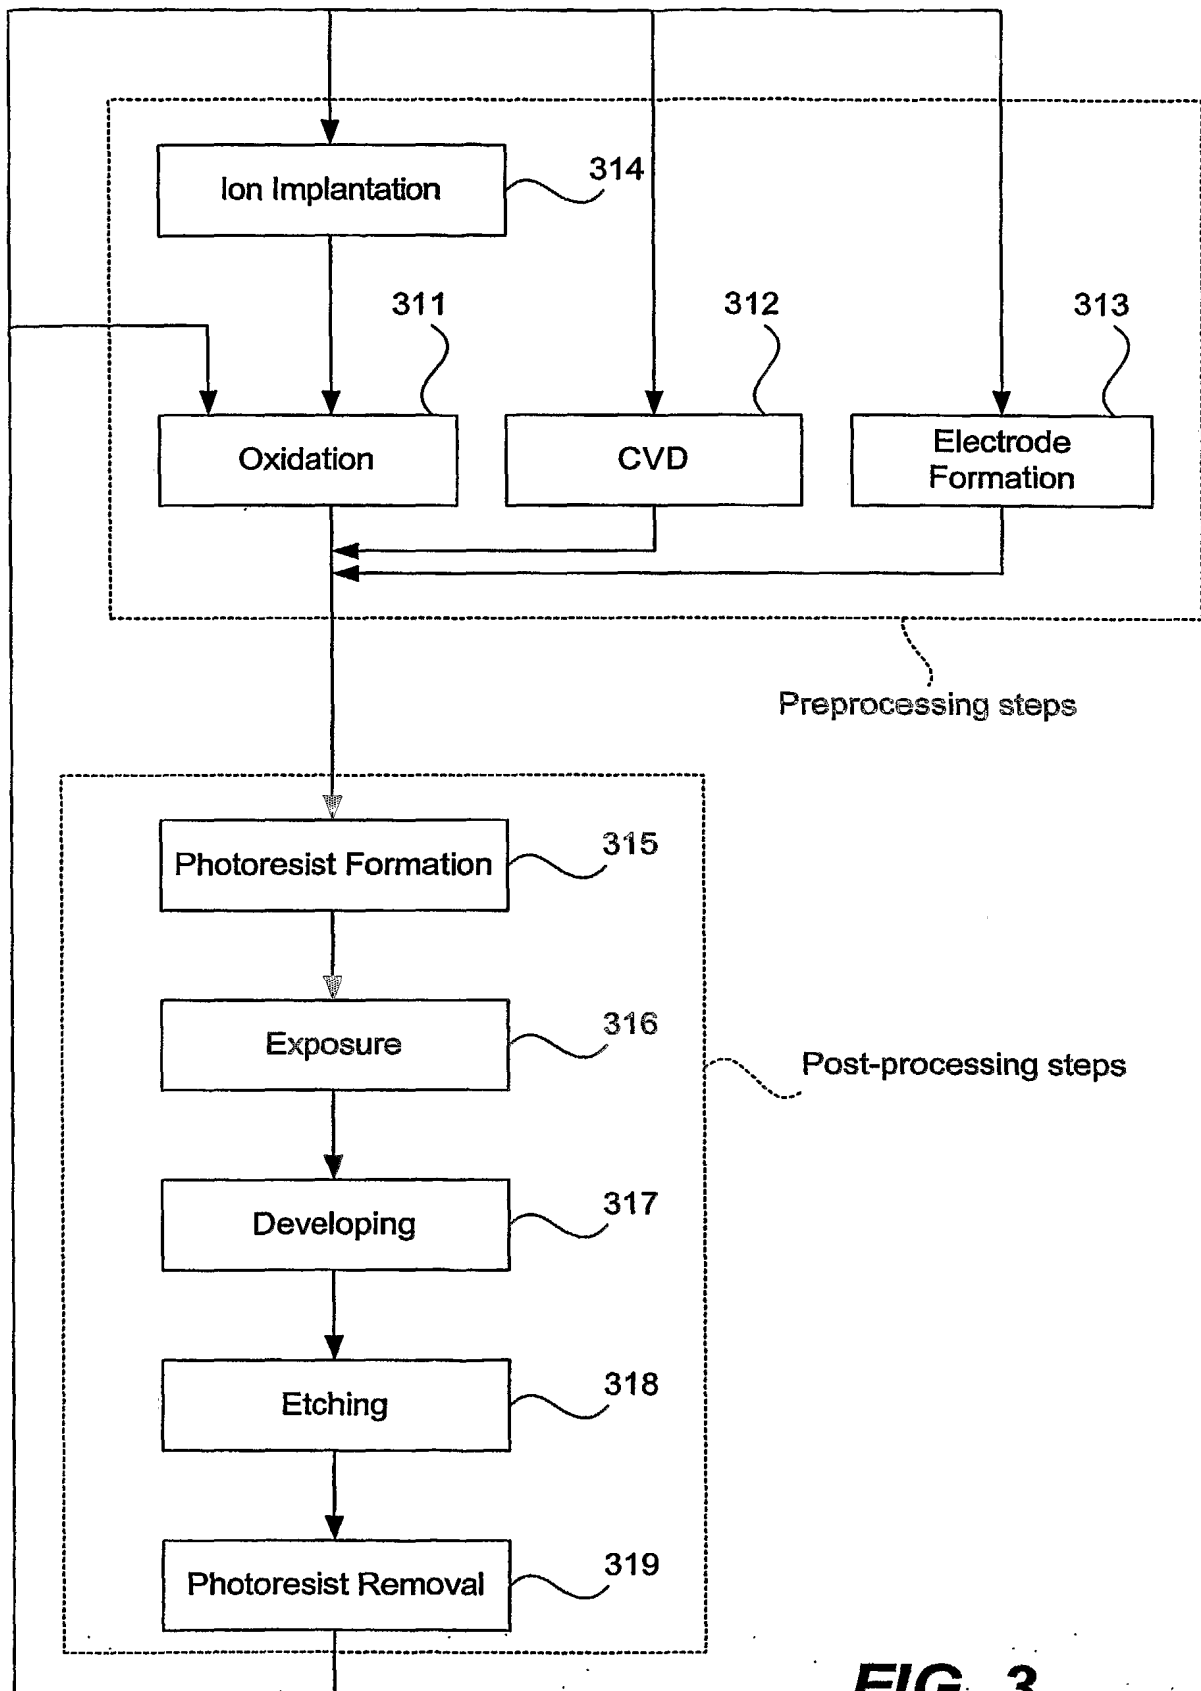 Ion Implantation
314
311
312
313
Oxidation
CVD
Electrode
Formation
Preprocessing steps
Photoresist Formation
315
Exposure
316
Post-processing steps
Developing
317
Etching
318
Photoresist Removal
319
FIG. 3